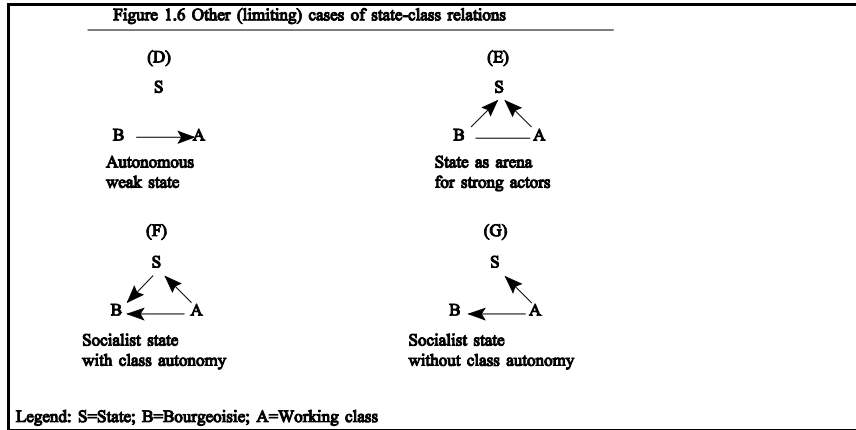 Figure 1.6 Other (limiting) cases of state-class relations
(D)
S
B A
Autonomous
weak state
(E)
S
B A
State as arena
for strong actors
(F)
S
B A
Socialist state
with class autonomy
(G)
S
B A
Socialist state
without class autonomy
Legend: S=State; B=Bourgeoisie; A=Working class